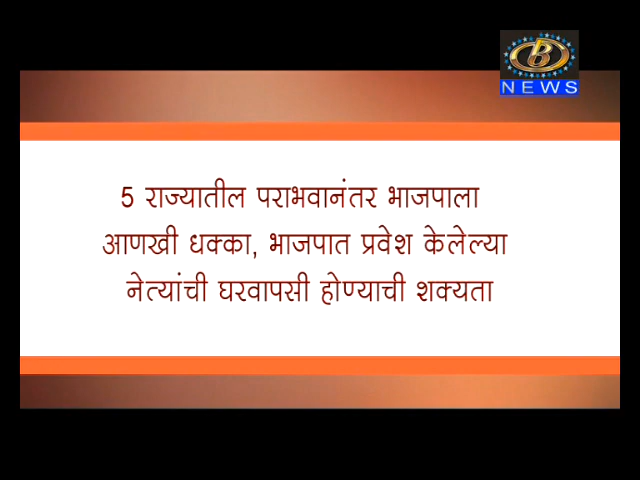 B
NEWS
5 राज्यातील पराभवानंतर भाजपाला
आणखी धक्का, भाजपात प्रवेश केलेल्या
नेत्यांची घरवापसी होण्याची शक्यता